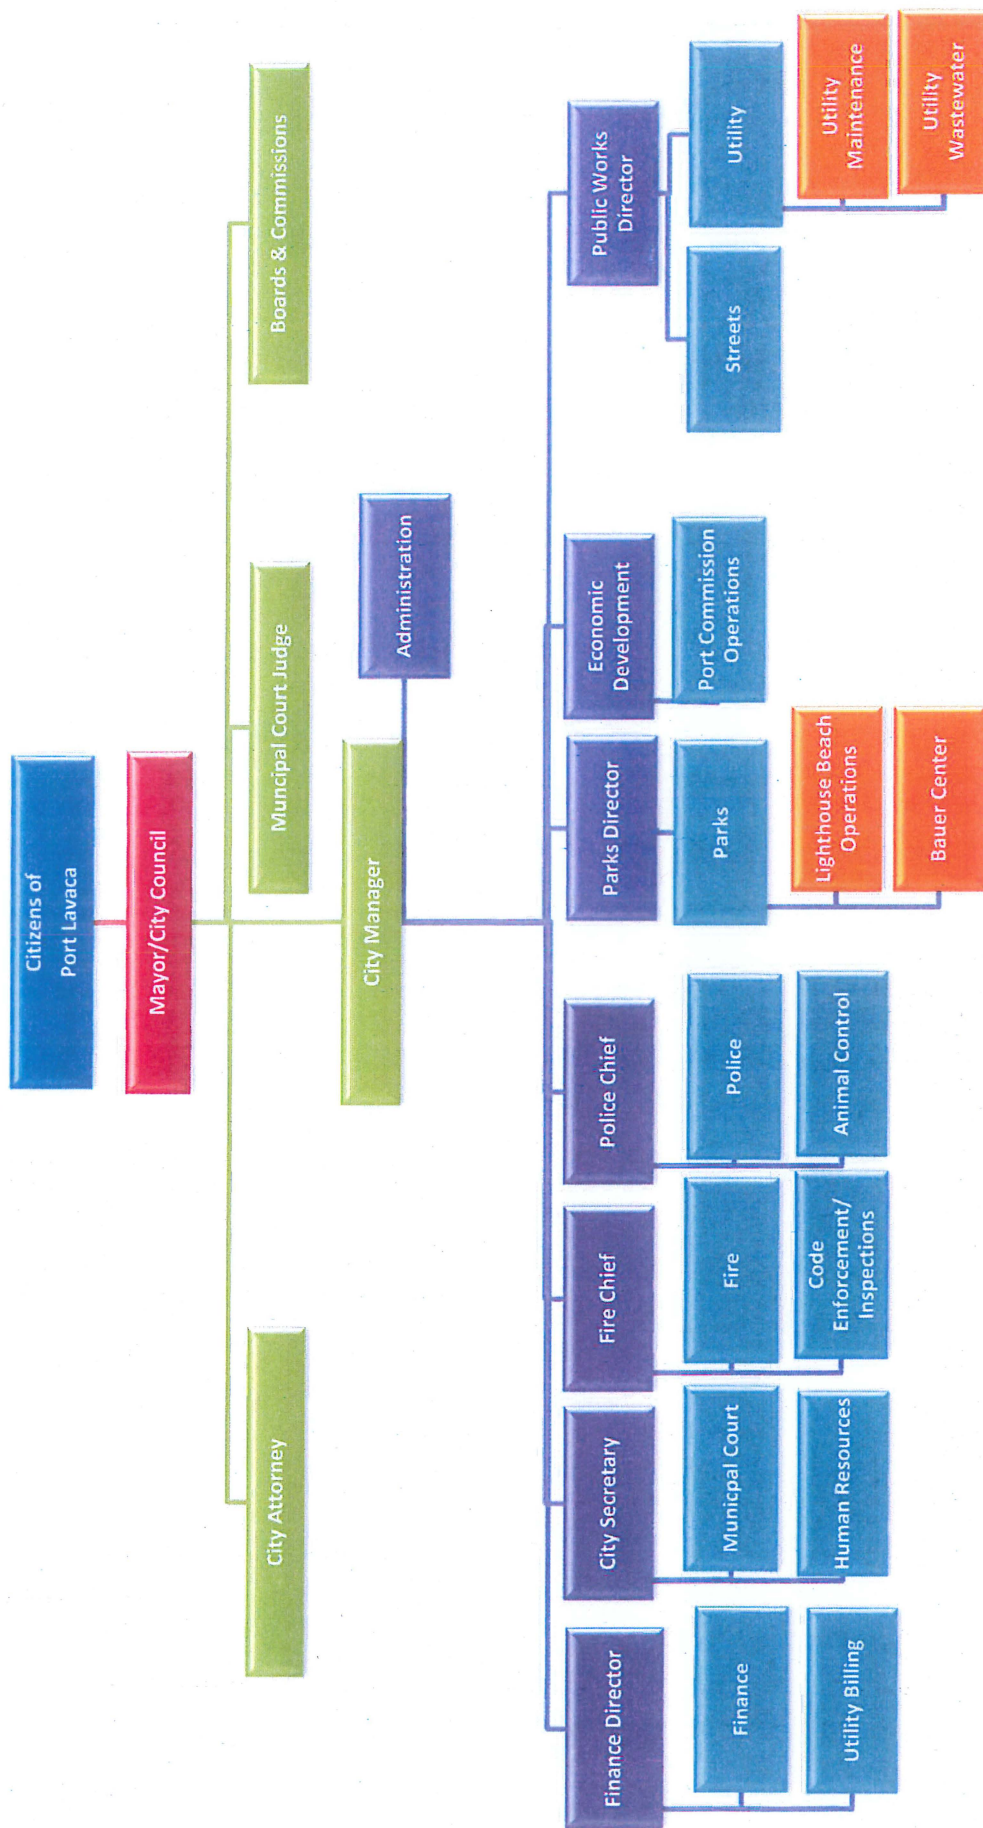 Citizens of
Port Lavaca
Mayor/City Council
City Attorney
Muncipal Court Judge
Boards & Commissions
City Manager
Administration
Finance Director
City Secretary
Fire Chief
Police Chief
Parks Director
Economic
Development
Public Works
Director
Finance
Utility Billing
Municpal Court
Human Resources
Fire
Code
Enforcement/
Inspections
Police
Animal Control
Parks
Lighthouse Beach
Operations
Bauer Center
Port Commission
Operations
Streets
Utility
Utility
Maintenance
Utility
Wastewater